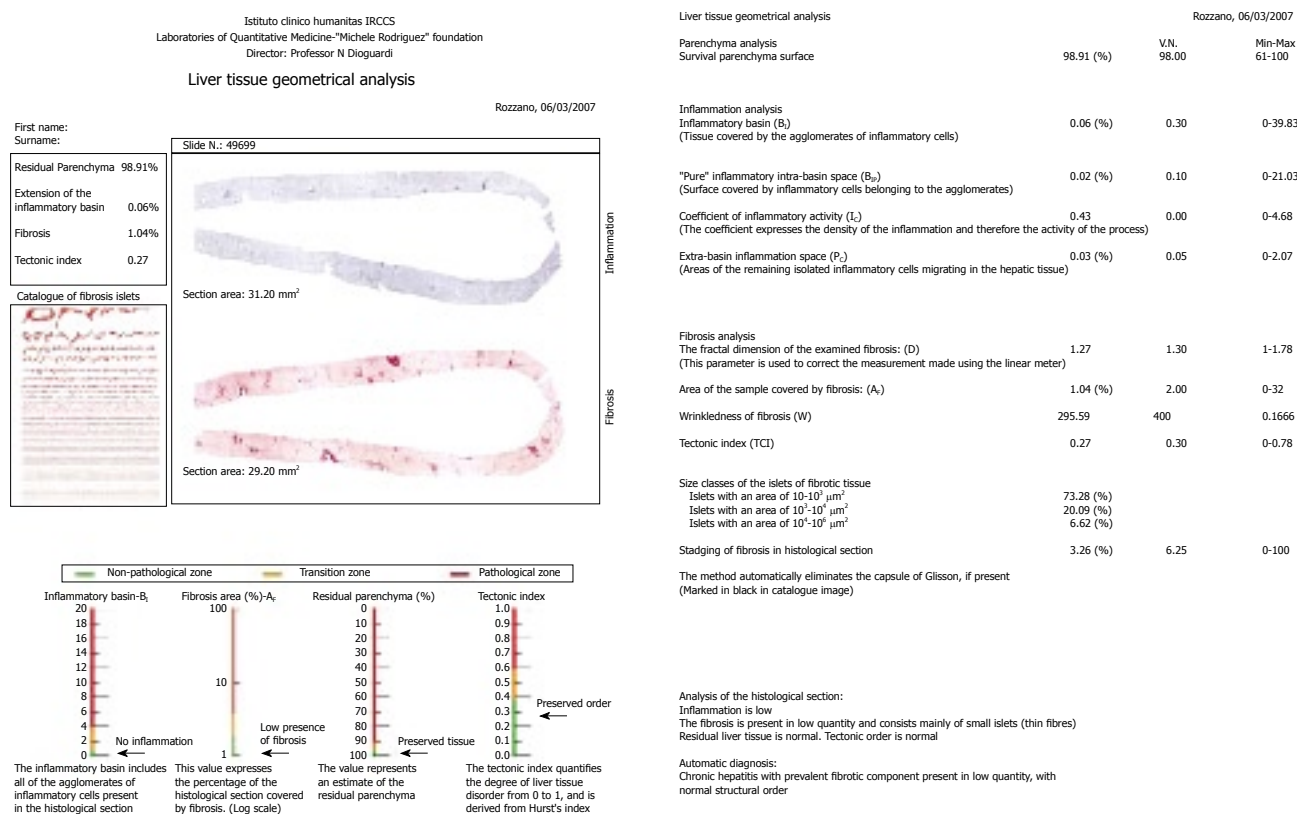 Istituto clinico humanitas IRCCS
Laboratories of Quantitative Medicine-"Michele Rodriguez" foundation
Director: Professor N Dioguardi
Liver tissue geometrical analysis
Rozzano, 06/03/2007
First name:
Surname:
Residual Parenchyma 98.91%
Extension of the
inflammatory basin 0.06%
Fibrosis 1.04%
Tectonic index 0.27
Catalogue of fibrosis islets
Slide N.: 49699
Section area: 31.20 mm²
Inflammation
Section area: 29.20 mm²
Fibrosis
Non-pathological zone Transition zone Pathological zone
Inflammatory basin-B_I
20
18
16
14
12
10
8
6
4
2
0
No inflammation
The inflammatory basin includes
all of the agglomerates of
inflammatory cells present
in the histological section
Fibrosis area (%)-A_F
100
10
1
Low presence
of fibrosis
This value expresses
the percentage of the
histological section covered
by fibrosis. (Log scale)
Residual parenchyma (%)
0
10
20
30
40
50
60
70
80
90
100
Preserved tissue
The value represents
an estimate of the
residual parenchyma
Tectonic index
1.0
0.9
0.8
0.7
0.6
0.5
0.4
0.3
0.2
0.1
0.0
Preserved order
The tectonic index quantifies
the degree of liver tissue
disorder from 0 to 1, and is
derived from Hurst's index
Liver tissue geometrical analysis Rozzano, 06/03/2007
Parenchyma analysis V.N. Min-Max
Survival parenchyma surface 98.91 (%) 98.00 61-100
Inflammation analysis
Inflammatory basin (B_I) 0.06 (%) 0.30 0-39.83
(Tissue covered by the agglomerates of inflammatory cells)
"Pure" inflammatory intra-basin space (B_IP) 0.02 (%) 0.10 0-21.03
(Surface covered by inflammatory cells belonging to the agglomerates)
Coefficient of inflammatory activity (I_C) 0.43 0.00 0-4.68
(The coefficient expresses the density of the inflammation and therefore the activity of the process)
Extra-basin inflammation space (P_C) 0.03 (%) 0.05 0-2.07
(Areas of the remaining isolated inflammatory cells migrating in the hepatic tissue)
Fibrosis analysis
The fractal dimension of the examined fibrosis: (D) 1.27 1.30 1-1.78
(This parameter is used to correct the measurement made using the linear meter)
Area of the sample covered by fibrosis: (A_F) 1.04 (%) 2.00 0-32
Wrinkledness of fibrosis (W) 295.59 400 0.1666
Tectonic index (TCI) 0.27 0.30 0-0.78
Size classes of the islets of fibrotic tissue
Islets with an area of 10-10³ μm² 73.28 (%)
Islets with an area of 10³-10⁴ μm² 20.09 (%)
Islets with an area of 10⁴-10⁶ μm² 6.62 (%)
Stadging of fibrosis in histological section 3.26 (%) 6.25 0-100
The method automatically eliminates the capsule of Glisson, if present
(Marked in black in catalogue image)
Analysis of the histological section:
Inflammation is low
The fibrosis is present in low quantity and consists mainly of small islets (thin fibres)
Residual liver tissue is normal. Tectonic order is normal
Automatic diagnosis:
Chronic hepatitis with prevalent fibrotic component present in low quantity, with
normal structural order